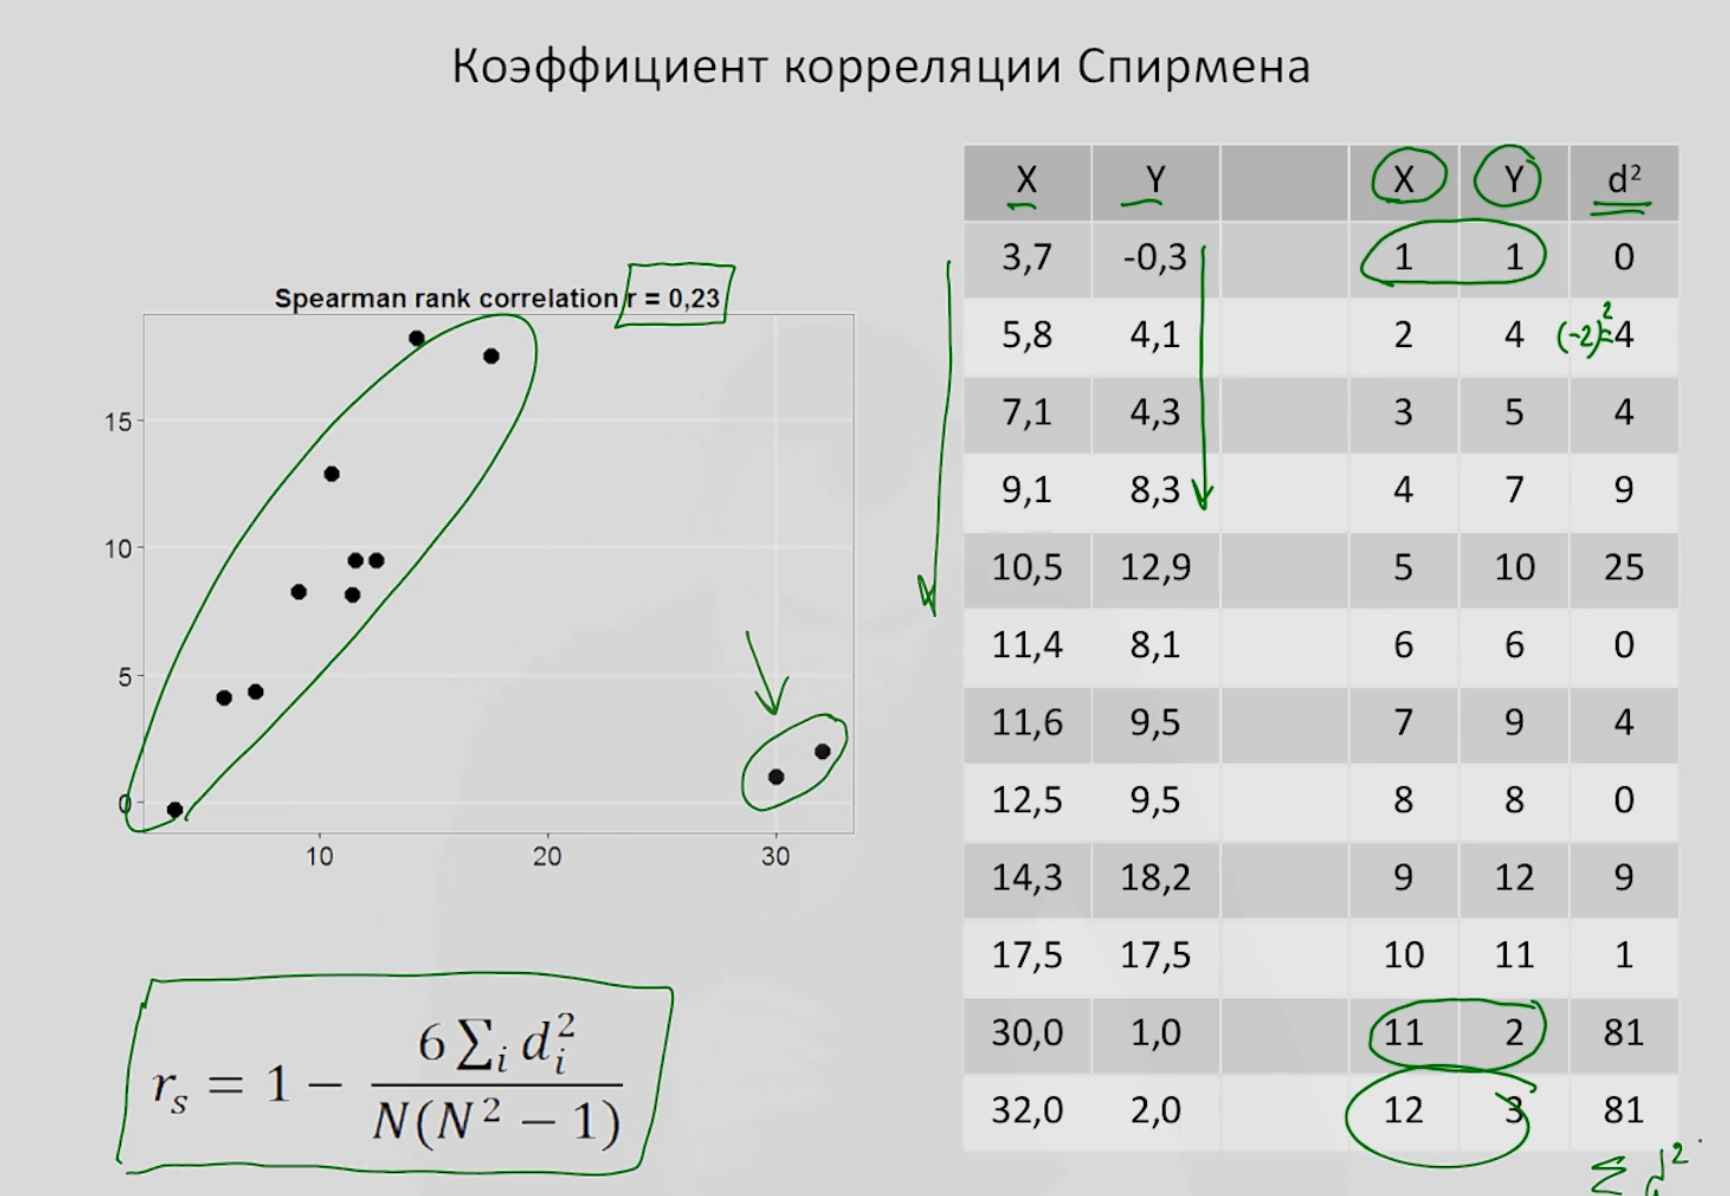 Коэффициент корреляции Спирмена
Spearman rank correlation r = 0,23
15
10
5
0
10 20 30
r_s = 1 − 6 ∑_i d_i^2 / N(N^2 − 1)
X Y X Y d²
3,7 -0,3 1 1 0
5,8 4,1 2 4 (-2)²=4
7,1 4,3 3 5 4
9,1 8,3 4 7 9
10,5 12,9 5 10 25
11,4 8,1 6 6 0
11,6 9,5 7 9 4
12,5 9,5 8 8 0
14,3 18,2 9 12 9
17,5 17,5 10 11 1
30,0 1,0 11 2 81
32,0 2,0 12 3 81
∑ d²